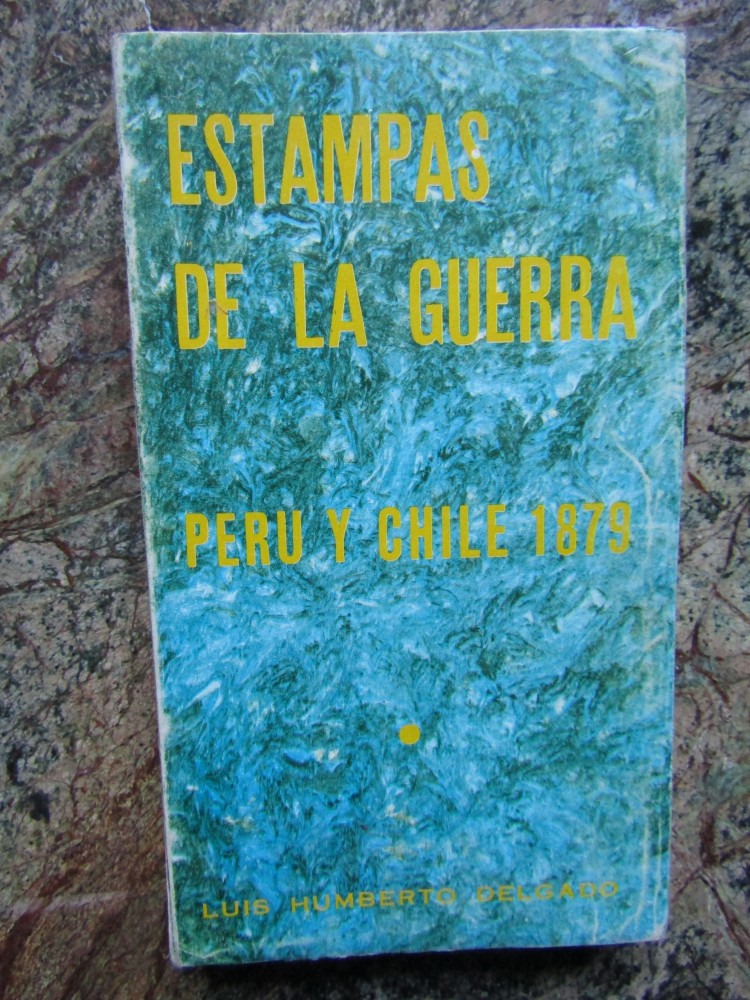 ESTAMPAS
DE LA GUERRA
PERU Y CHILE 1879
LUIS HUMBERTO DELGADO